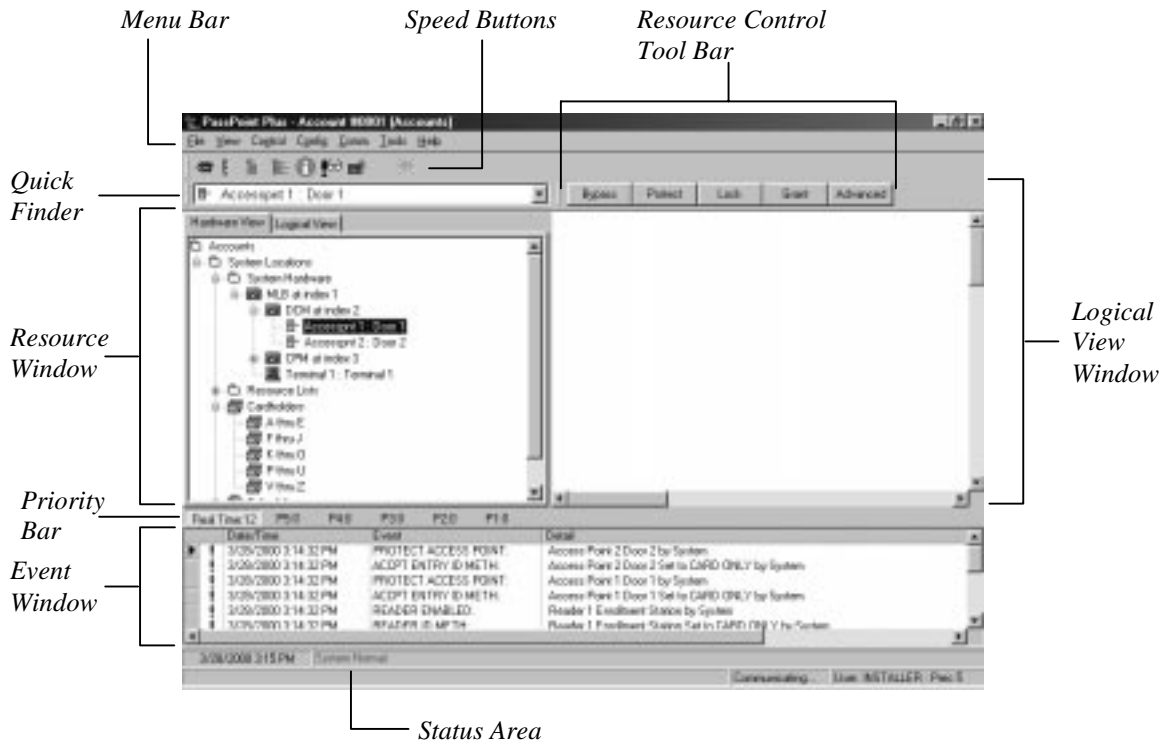 Menu Bar
Speed Buttons
Resource Control
Tool Bar
PassPoint Plus - Account #0001 [Accounts]
File View Control Config Comm Tools Help
Quick
Finder
Accesspnt 1 : Door 1
Bypass Protect Lock Grant Advanced
Hardware View Logical View
Accounts
System Locations
System Hardware
MLB at index 1
DCM at index 2
Accesspnt 1 : Door 1
Accesspnt 2 : Door 2
Resource
Window
Logical
View
Window
at index 3
Terminal 1 : Terminal 1
Resource Lists
Cardholders
A thru E
F thru J
K thru O
P thru U
V thru Z
Priority
Bar
Real Time:12 P5:0 P4:0 P3:0 P2:0 P1:0
Event
Window
Date/Time Event Detail
3/28/2000 3:14:32 PM PROTECT ACCESS POINT: Access Point 2 Door 2 by System
3/28/2000 3:14:32 PM ACCPT ENTRY ID METH: Access Point 2 Door 2 Set to CARD ONLY by System
3/28/2000 3:14:32 PM PROTECT ACCESS POINT: Access Point 1 Door 1 by System
3/28/2000 3:14:32 PM ACCPT ENTRY ID METH: Access Point 1 Door 1 Set to CARD ONLY by System
3/28/2000 3:14:32 PM READER ENABLED: Reader 1 Enrollment Station by System
3/28/2000 3:14:32 PM READER ID METH: Reader 1 Enrollment Station Set to CARD ONLY by System
3/28/2000 3:15 PM System Normal
Communicating... User: INSTALLER Panel: 5
Status Area